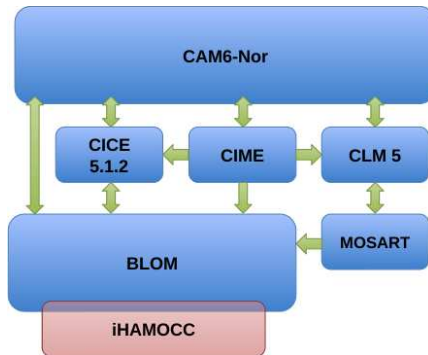 CAM6-Nor
CICE
5.1.2
CIME
CLM 5
BLOM
MOSART
iHAMOCC